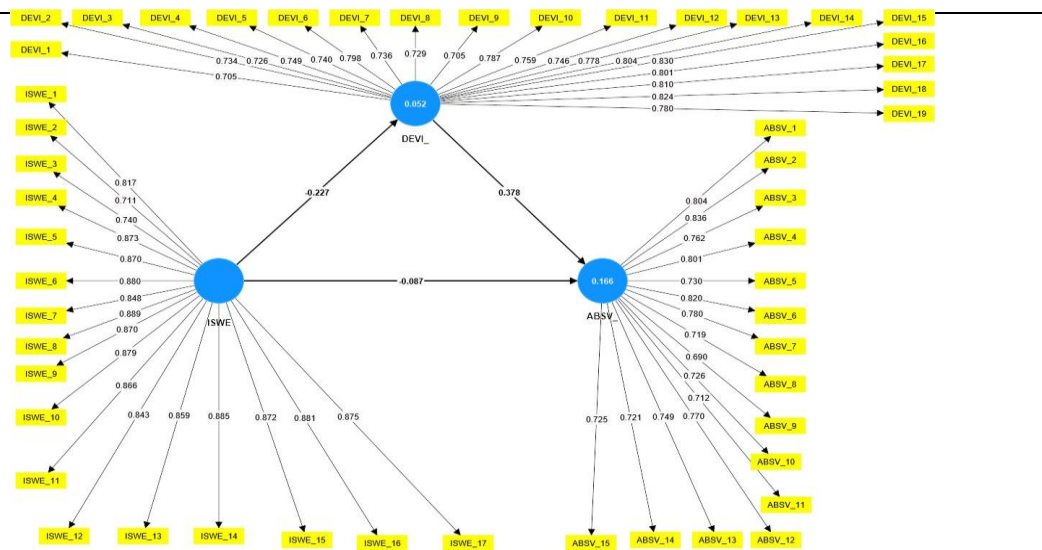 DEVI_2 DEVI_3 DEVI_4 DEVI_5 DEVI_6 DEVI_7 DEVI_8 DEVI_9 DEVI_10 DEVI_11 DEVI_12 DEVI_13 DEVI_14 DEVI_15
DEVI_1
DEVI_16
DEVI_17
DEVI_18
DEVI_19
0.705
0.734
0.726
0.749
0.740
0.798
0.736
0.729
0.705
0.787
0.759
0.746
0.778
0.804
0.830
0.801
0.810
0.824
0.780
0.052
DEVI_
-0.227
0.378
-0.087
ISWE_1
ISWE_2
ISWE_3
ISWE_4
ISWE_5
ISWE_6
ISWE_7
ISWE_8
ISWE_9
ISWE_10
ISWE_11
ISWE_12 ISWE_13 ISWE_14 ISWE_15 ISWE_16 ISWE_17
0.817
0.711
0.740
0.873
0.870
0.880
0.848
0.889
0.870
0.879
0.866
0.843
0.859
0.885
0.872
0.881
0.875
ISWE
0.166
ABSV_
ABSV_1
ABSV_2
ABSV_3
ABSV_4
ABSV_5
ABSV_6
ABSV_7
ABSV_8
ABSV_9
ABSV_10
ABSV_11
ABSV_15 ABSV_14 ABSV_13 ABSV_12
0.804
0.836
0.762
0.801
0.730
0.820
0.780
0.719
0.690
0.726
0.712
0.770
0.749
0.721
0.725